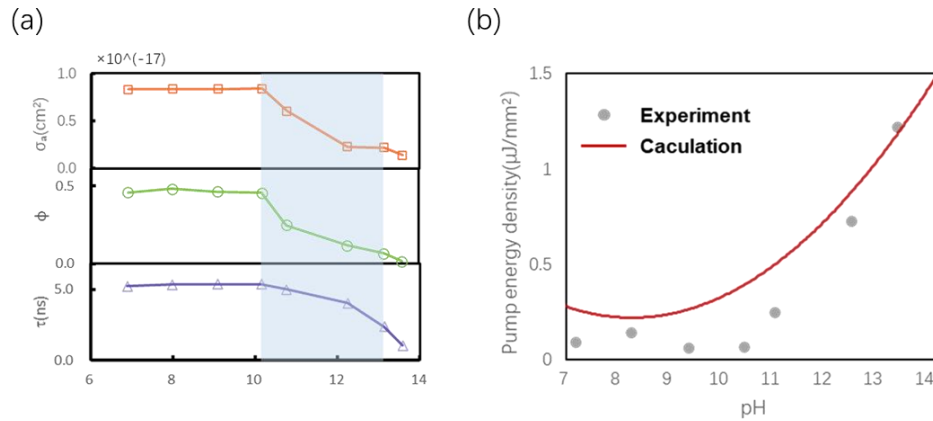 (a)
×10^(-17)
1.0
0.5
0.0
σₐ(cm²)
0.5
0.0
ϕ
5.0
0.0
τ(ns)
6 8 10 12 14
(b)
1.5
1
0.5
0
Pump energy density(μJ/mm²)
Experiment
Caculation
7 8 9 10 11 12 13 14
pH